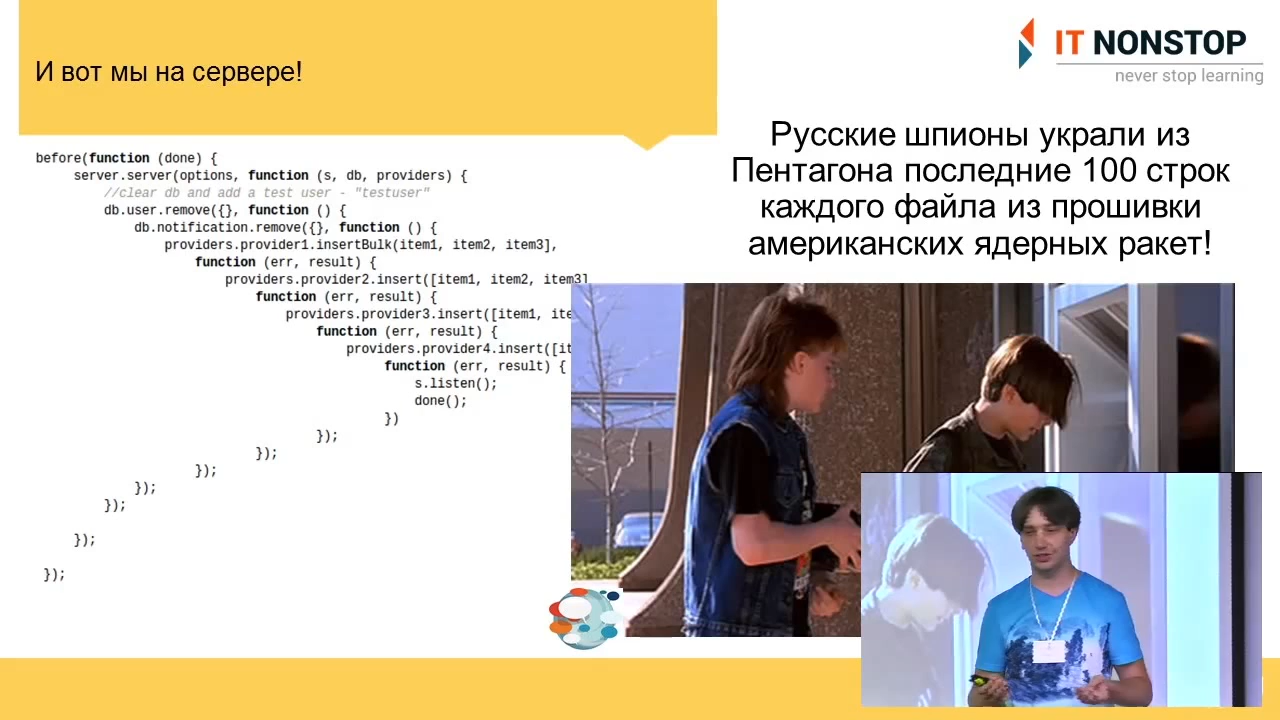 И вот мы на сервере!
IT NONSTOP
never stop learning
Русские шпионы украли из
Пентагона последние 100 строк
каждого файла из прошивки
американских ядерных ракет!
before(function (done) {
server.server(options, function (s, db, providers) {
//clear db and add a test user - "testuser"
db.user.remove({}, function () {
db.notification.remove({}, function () {
providers.provider1.insertBulk(item1, item2, item3],
function (err, result) {
providers.provider2.insert([item1, item2, item3]
function (err, result) {
providers.provider3.insert([item1, ite
function (err, result) {
providers.provider4.insert([it
function (err, result) {
s.listen();
done();
})
});
});
});
});
});
});
});